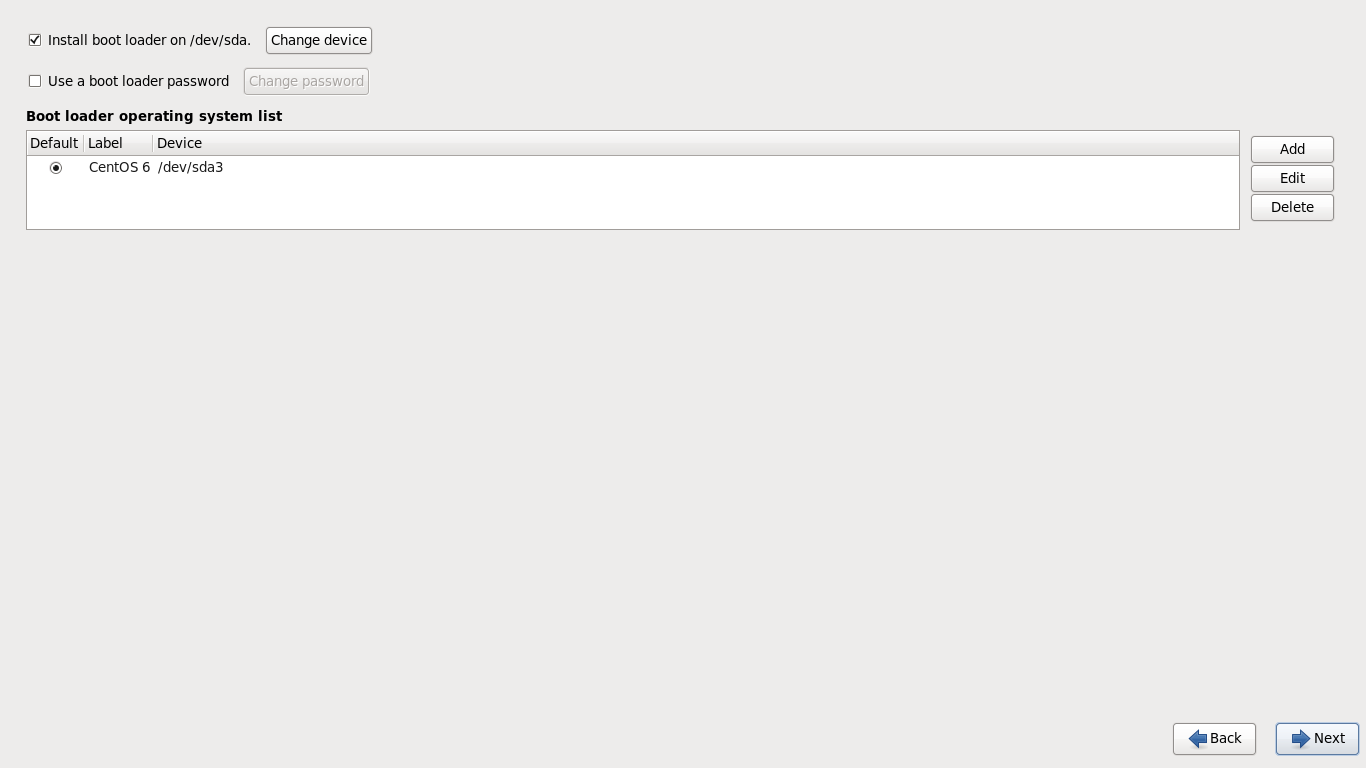 Install boot loader on /dev/sda. Change device
Use a boot loader password Change password
Boot loader operating system list
Default Label Device
CentOS 6 /dev/sda3
Add
Edit
Delete
Back Next